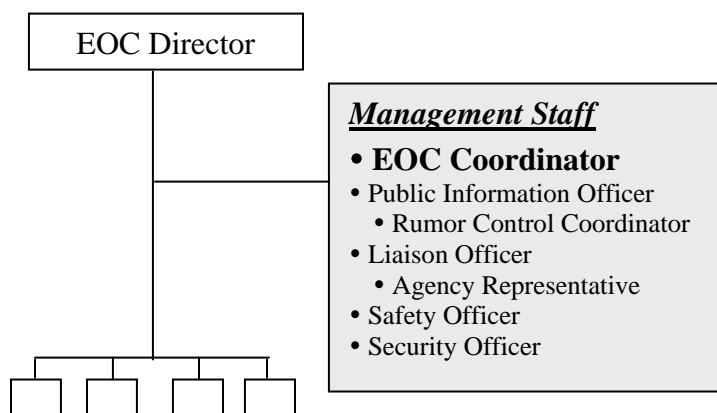 EOC Director
Management Staff
• EOC Coordinator
• Public Information Officer
• Rumor Control Coordinator
• Liaison Officer
• Agency Representative
• Safety Officer
• Security Officer